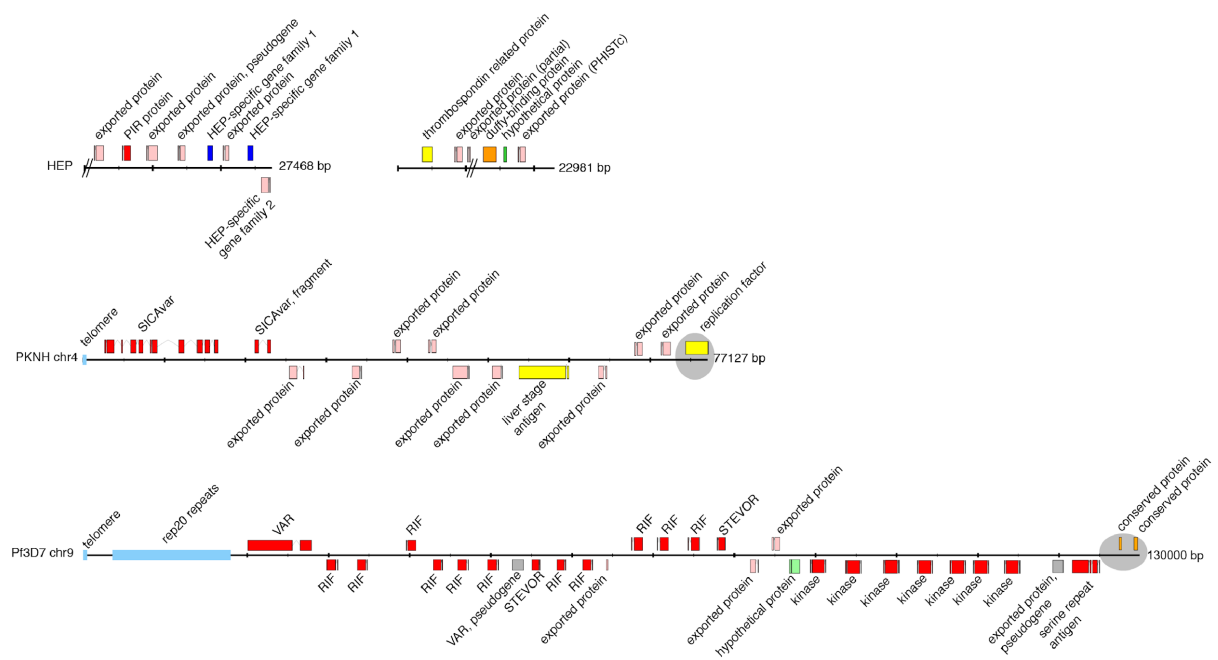 exported protein
PIR protein
exported protein
exported protein, pseudogene
HEP-specific gene family 1
exported protein
HEP-specific gene family 1
thrombospondin related protein
exported protein
exported protein (partial)
duffy-binding protein
hypothetical protein
exported protein (PHISTc)
HEP
27468 bp
22981 bp
HEP-specific
gene family 2
telomere
SICAvar
SICAvar, fragment
exported protein
exported protein
exported protein
exported protein
replication factor
PKNH chr4
77127 bp
exported protein
exported protein
exported protein
exported protein
liver stage
antigen
exported protein
telomere
rep20 repeats
VAR
RIF
RIF
RIF
RIF
STEVOR
exported protein
conserved protein
conserved protein
Pf3D7 chr9
130000 bp
RIF
RIF
RIF
RIF
RIF
VAR, pseudogene
STEVOR
RIF
RIF
exported protein
exported protein
hypothetical protein
kinase
kinase
kinase
kinase
kinase
kinase
kinase
exported protein,
pseudogene
serine repeat
antigen